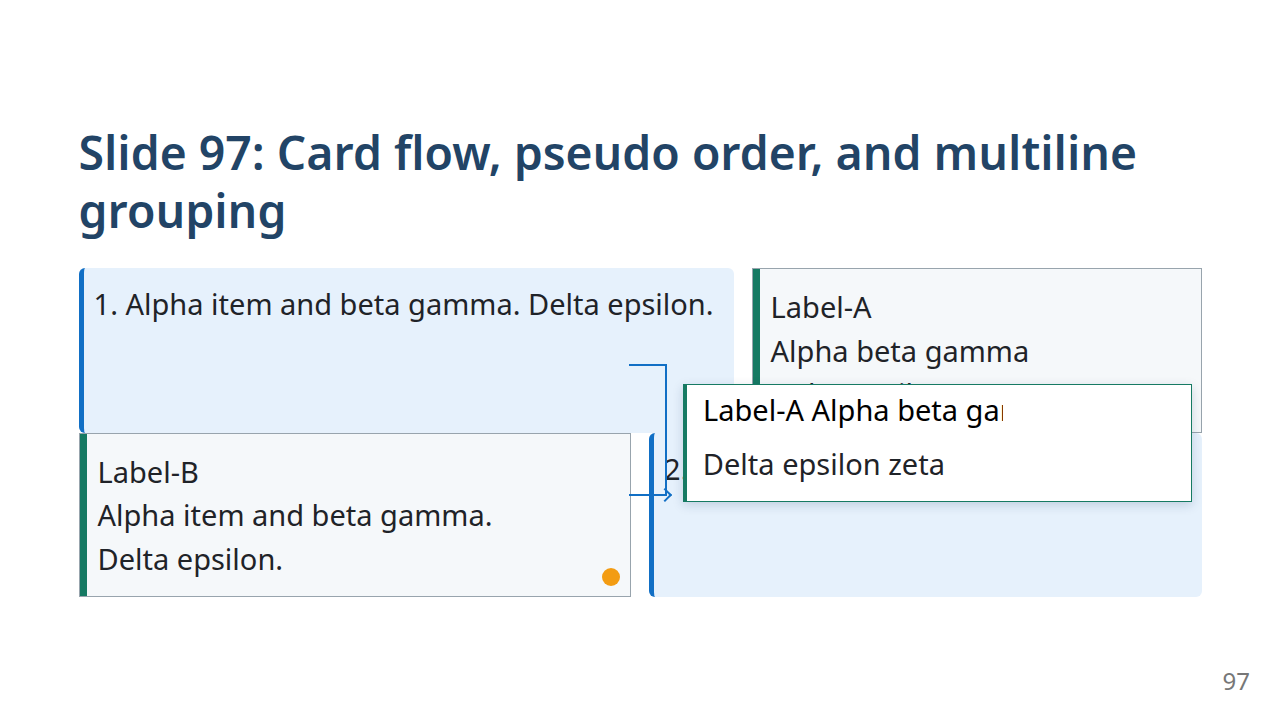 Slide 97: Card flow, pseudo order, and multiline
grouping
1. Alpha item and beta gamma. Delta epsilon.
Label-A
Alpha beta gamma
Label-B
Alpha item and beta gamma.
Delta epsilon.
2
Label-A Alpha beta
Delta epsilon zeta
97